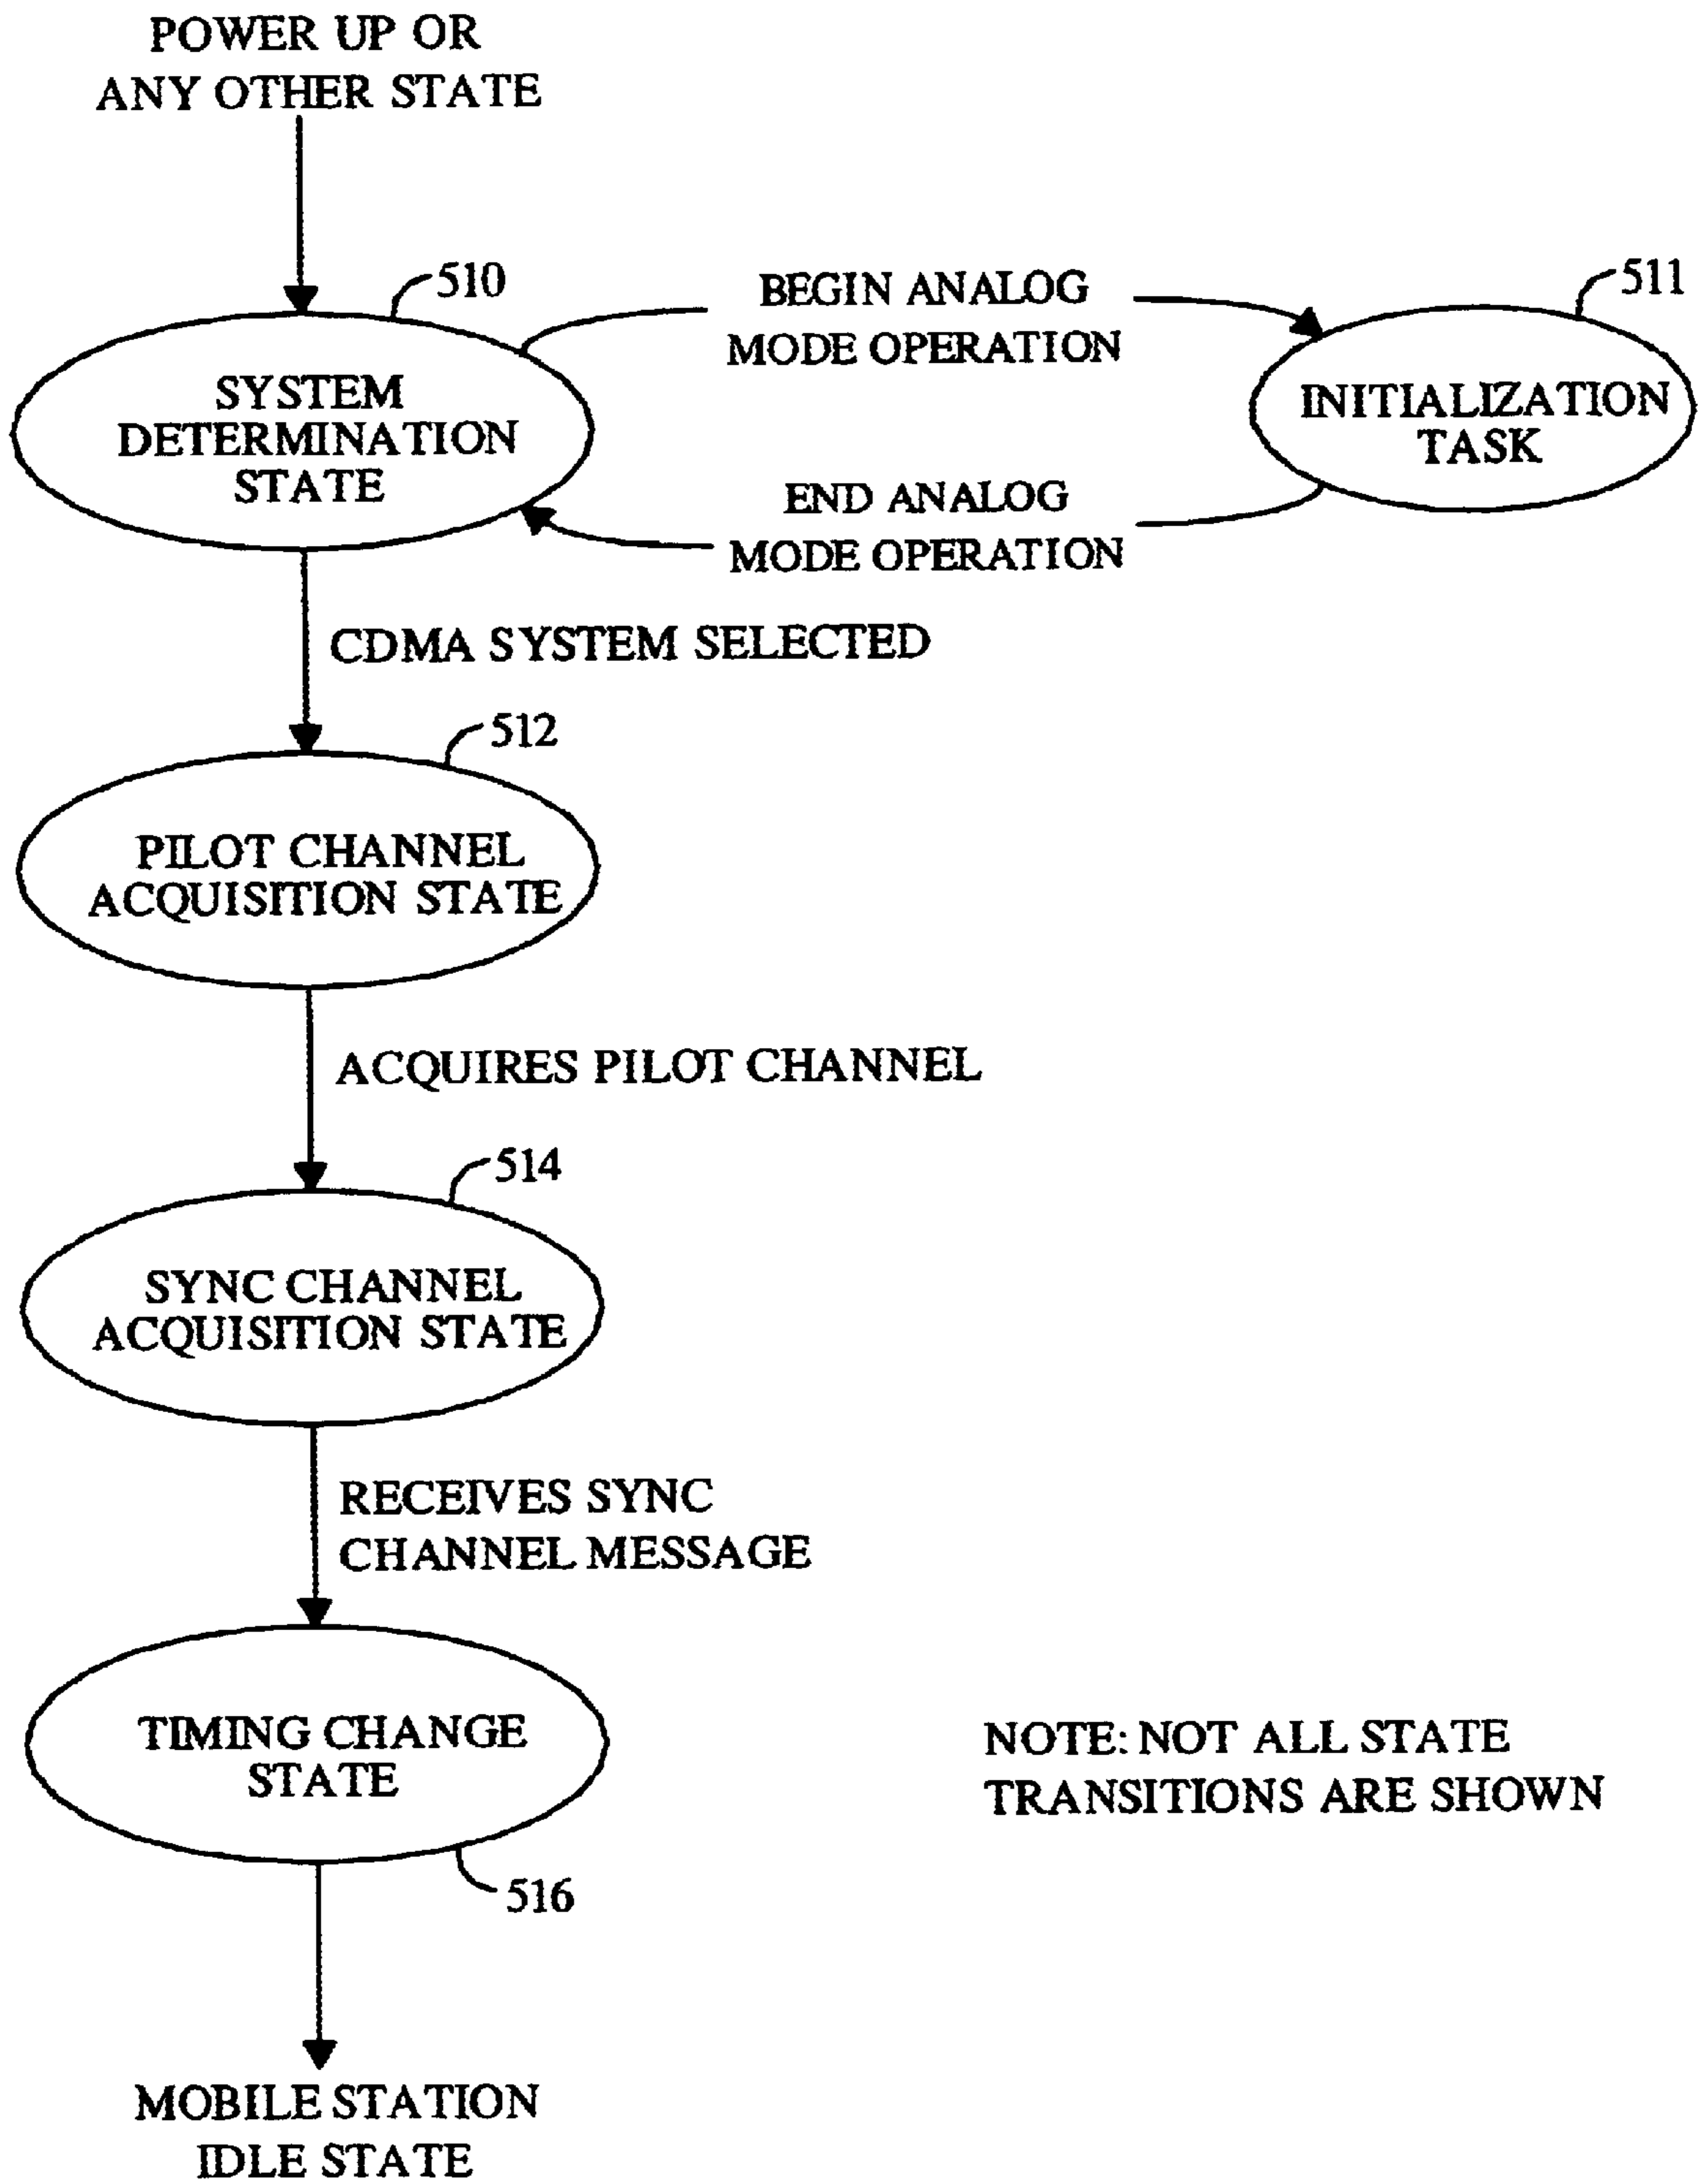 POWER UP OR
ANY OTHER STATE
510
BEGIN ANALOG
MODE OPERATION
511
SYSTEM
DETERMINATION
STATE
INITIALIZATION
TASK
END ANALOG
MODE OPERATION
CDMA SYSTEM SELECTED
512
PILOT CHANNEL
ACQUISITION STATE
ACQUIRES PILOT CHANNEL
514
SYNC CHANNEL
ACQUISITION STATE
RECEIVES SYNC
CHANNEL MESSAGE
TIMING CHANGE
STATE
516
NOTE: NOT ALL STATE
TRANSITIONS ARE SHOWN
MOBILE STATION
IDLE STATE